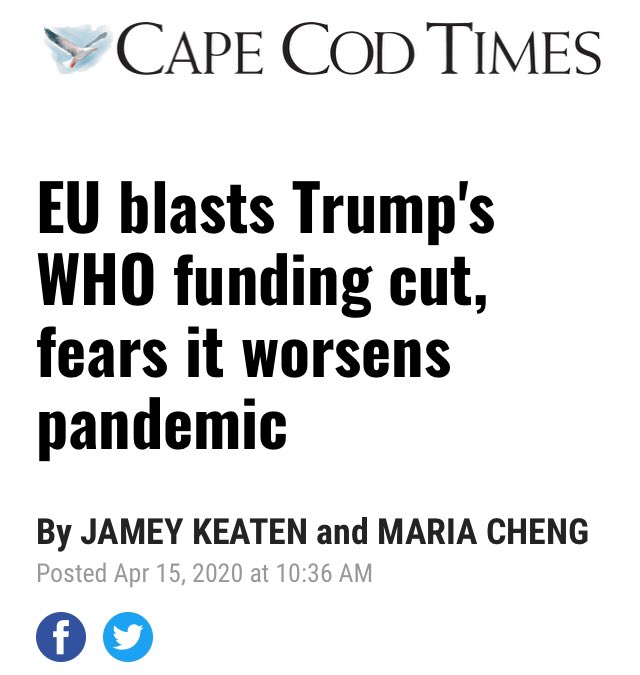 CAPE COD TIMES
EU blasts Trump's
WHO funding cut,
fears it worsens
pandemic
By JAMEY KEATEN and MARIA CHENG
Posted Apr 15, 2020 at 10:36 AM